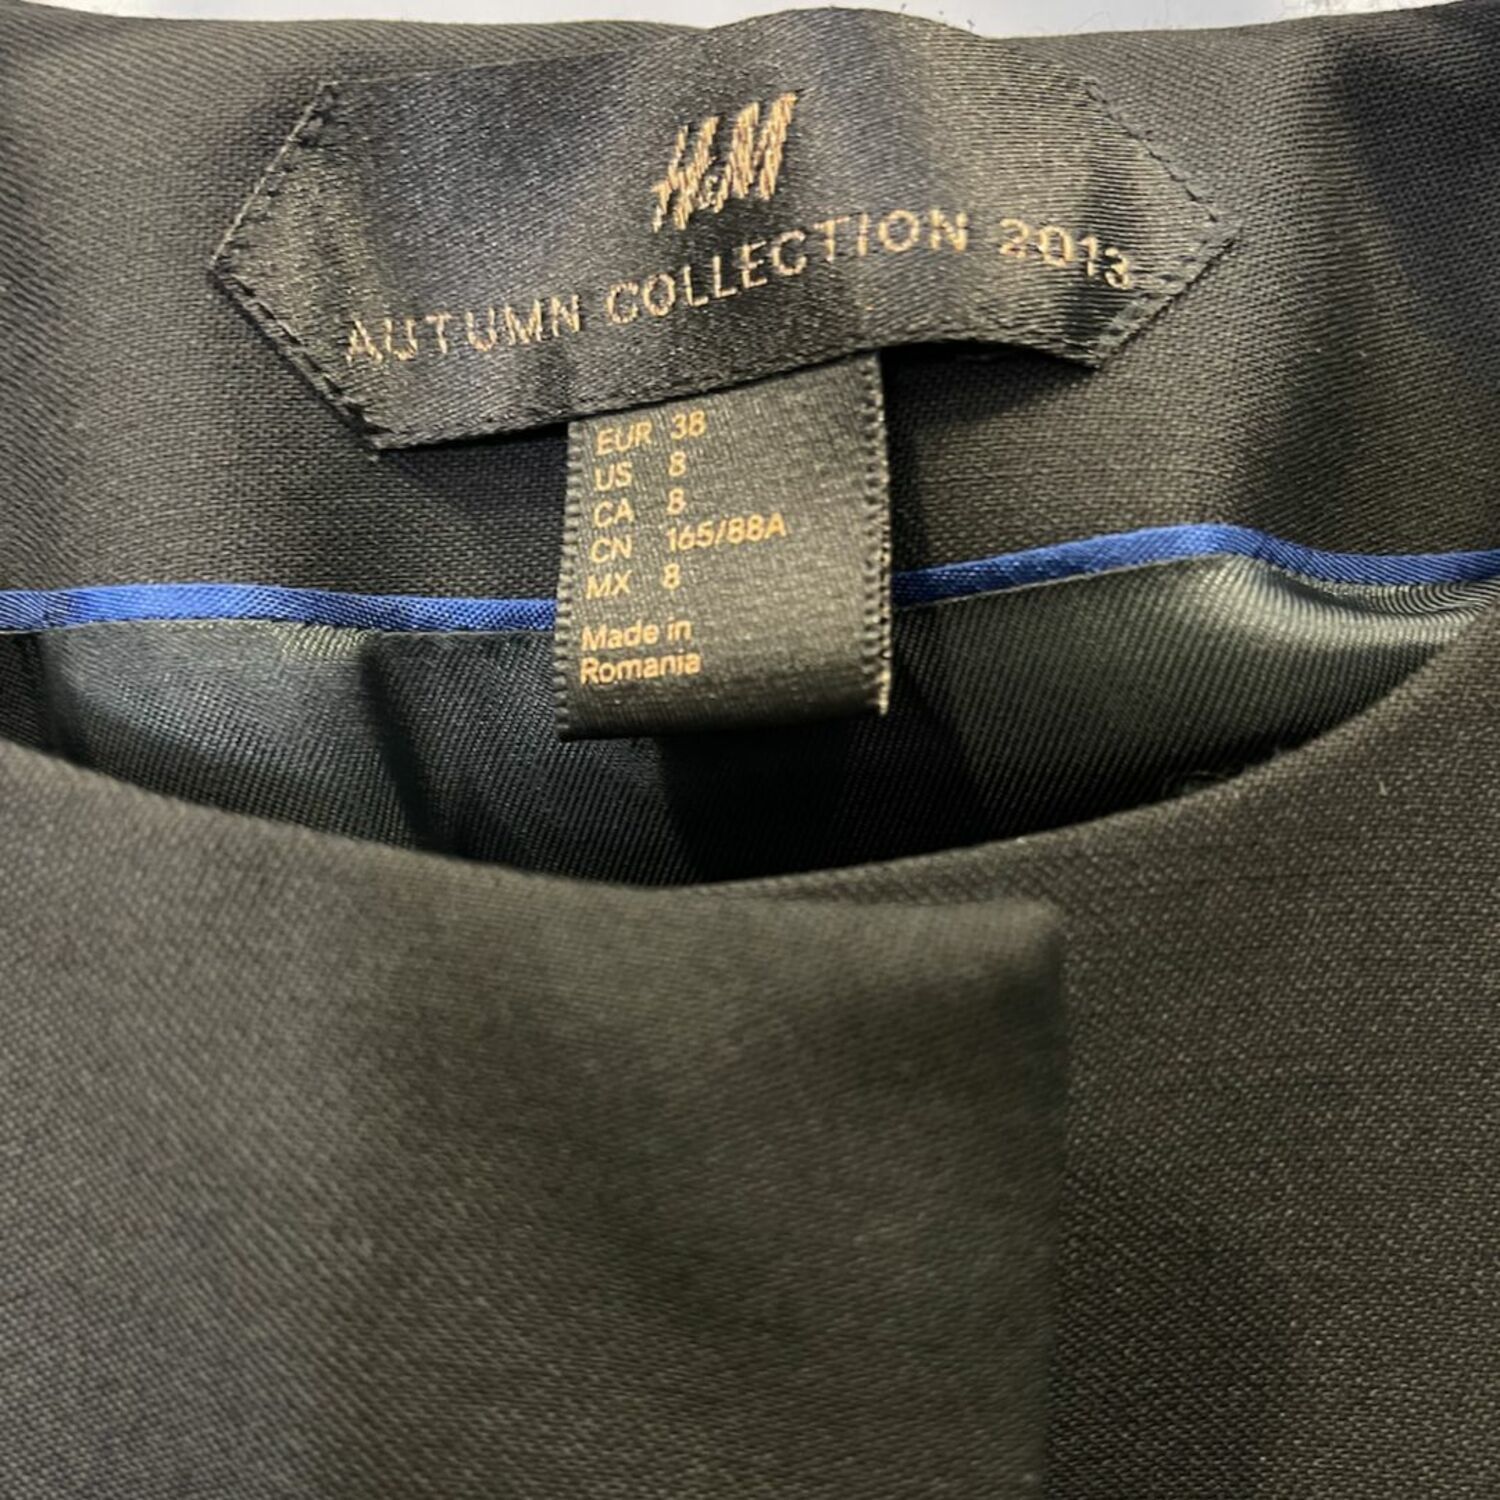 H&M
AUTUMN COLLECTION 2013
EUR 38
US 8
CA 8
CN 165/88A
MX 8
Made in
Romania